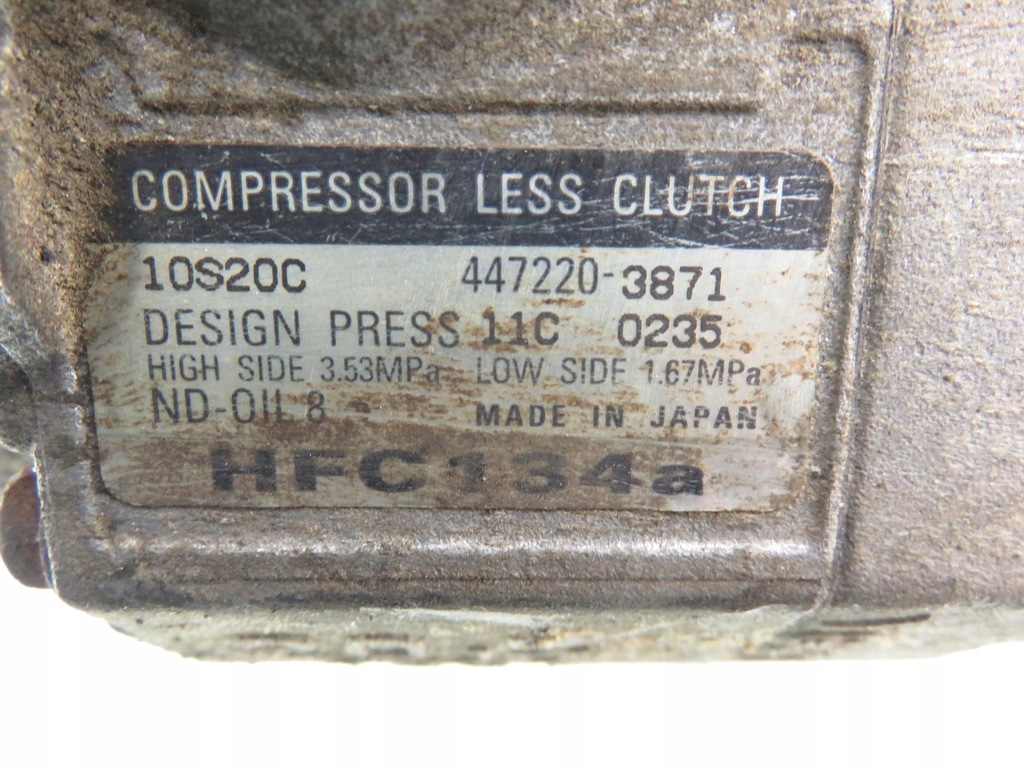 COMPRESSOR LESS CLUTCH
10S20C 447220-3871
DESIGN PRESS 11C 0235
HIGH SIDE 3.53MPa LOW SIDE 1.67MPa
ND-OIL 8 MADE IN JAPAN
HFC134a